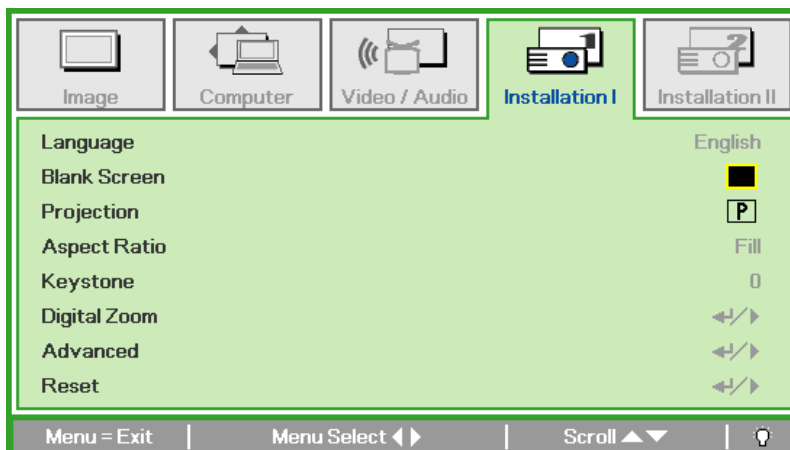 Image Computer Video / Audio Installation I Installation II
Language English
Blank Screen
Projection P
Aspect Ratio Fill
Keystone 0
Digital Zoom
Advanced
Reset
Menu = Exit Menu Select Scroll